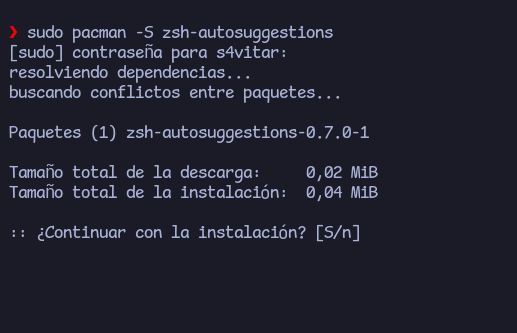 ❯ sudo pacman -S zsh-autosuggestions
[sudo] contraseña para s4vitar:
resolviendo dependencias...
buscando conflictos entre paquetes...
Paquetes (1) zsh-autosuggestions-0.7.0-1
Tamaño total de la descarga:     0,02 MiB
Tamaño total de la instalación:  0,04 MiB
:: ¿Continuar con la instalación? [S/n]